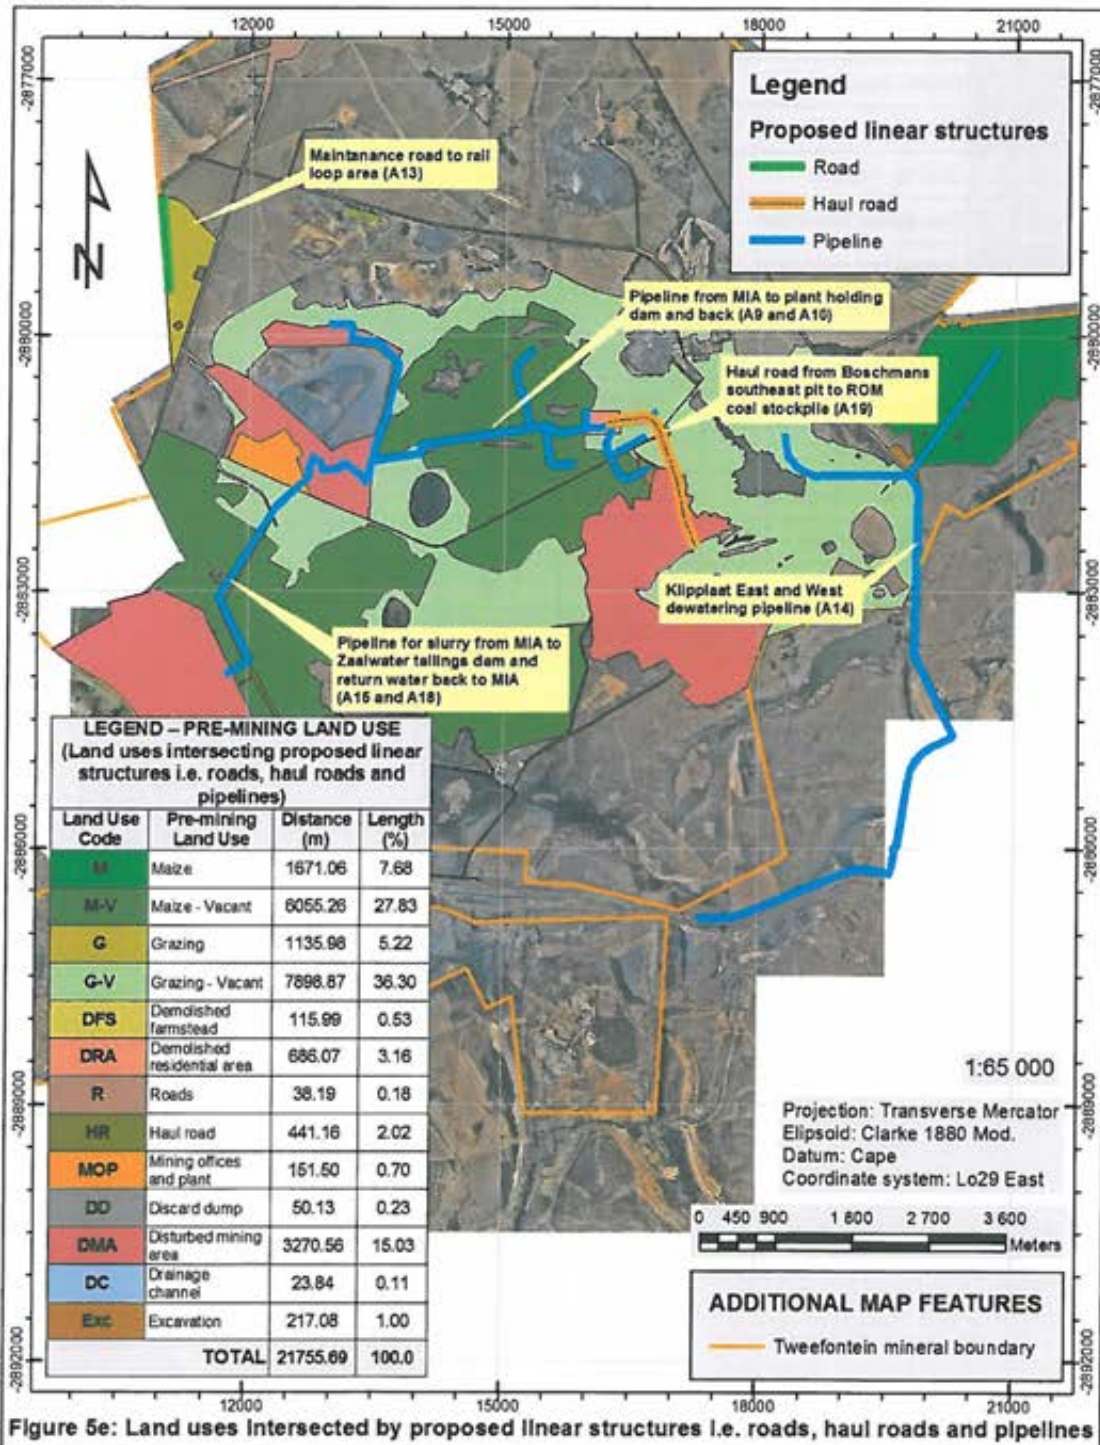 12000 15000 18000 21000
-2877000
-2877000
Legend
Proposed linear structures
Road
Haul road
Pipeline
N
Maintanance road to rail
loop area (A13)
-2880000
-2880000
Pipeline from MIA to plant holding
dam and back (A9 and A10)
Haul road from Boschmans
southeast pit to ROM
coal stockpile (A19)
-2883000
-2883000
Klipplaat East and West
dewatering pipeline (A14)
Pipeline for slurry from MIA to
Zaalwater tailings dam and
return water back to MIA
(A15 and A18)
LEGEND – PRE-MINING LAND USE
(Land uses intersecting proposed linear
structures i.e. roads, haul roads and
pipelines)
Land Use Code Pre-mining Land Use Distance (m) Length (%)
M Maize 1671.06 7.68
M-V Maize - Vacant 6055.26 27.83
G Grazing 1135.98 5.22
G-V Grazing - Vacant 7898.87 36.30
DFS Demolished farmstead 115.99 0.53
DRA Demolished residential area 686.07 3.16
R Roads 38.19 0.18
HR Haul road 441.16 2.02
MOP Mining offices and plant 151.50 0.70
DD Discard dump 50.13 0.23
DMA Disturbed mining area 3270.56 15.03
DC Drainage channel 23.84 0.11
Exc Excavation 217.08 1.00
TOTAL 21755.69 100.0
-2886000
-2886000
-2889000
-2889000
1:65 000
Projection: Transverse Mercator
Elipsoid: Clarke 1880 Mod.
Datum: Cape
Coordinate system: Lo29 East
0 450 900 1 800 2 700 3 600
Meters
ADDITIONAL MAP FEATURES
Tweefontein mineral boundary
-2892000
-2892000
12000 15000 18000 21000
Figure 5e: Land uses intersected by proposed linear structures i.e. roads, haul roads and pipelines